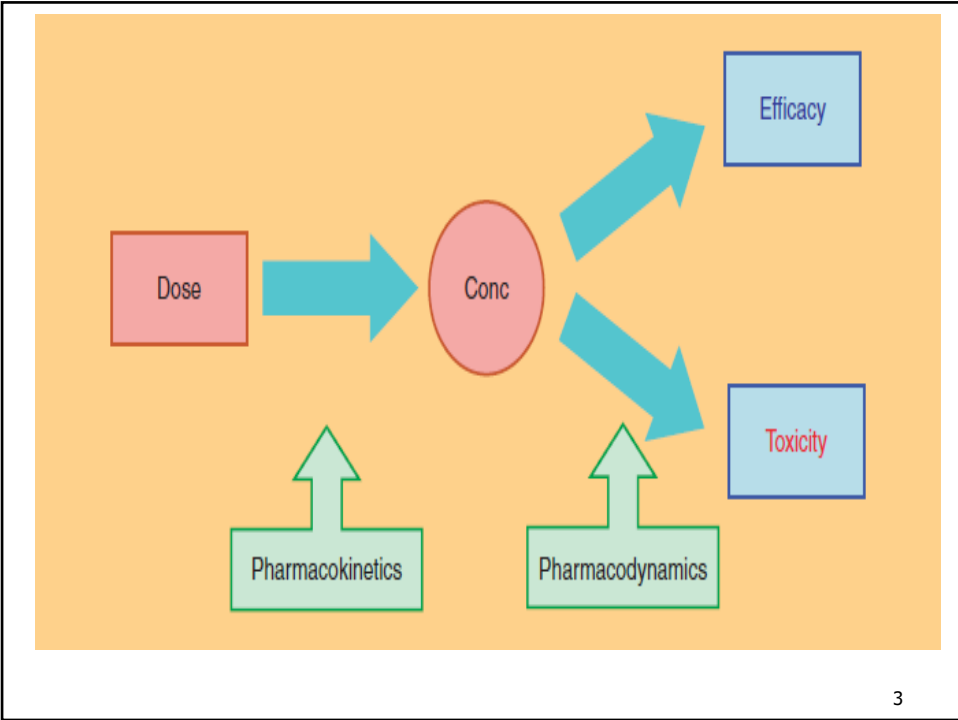 Efficacy
Dose
Conc
Toxicity
Pharmacokinetics
Pharmacodynamics
3